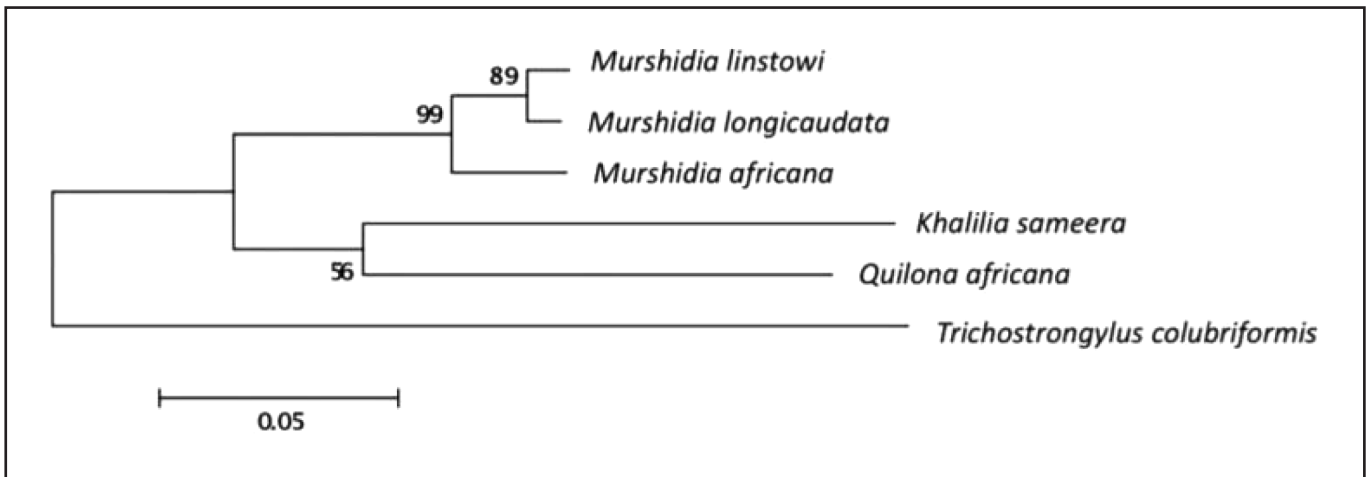 Murshidia linstowi
89
Murshidia longicaudata
99
Murshidia africana
Khalilia sameera
56
Quilona africana
Trichostrongylus colubriformis
0.05